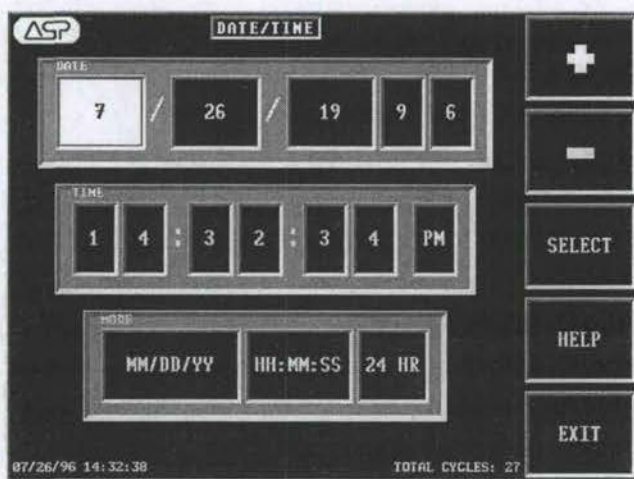 ASP
DATE/TIME
DATE
7 / 26 / 19 9 6
TIME
1 4 : 3 2 : 3 4 PM
MODE
MM/DD/YY HH:MM:SS 24 HR
07/26/96 14:32:38 TOTAL CYCLES: 27
+
-
SELECT
HELP
EXIT